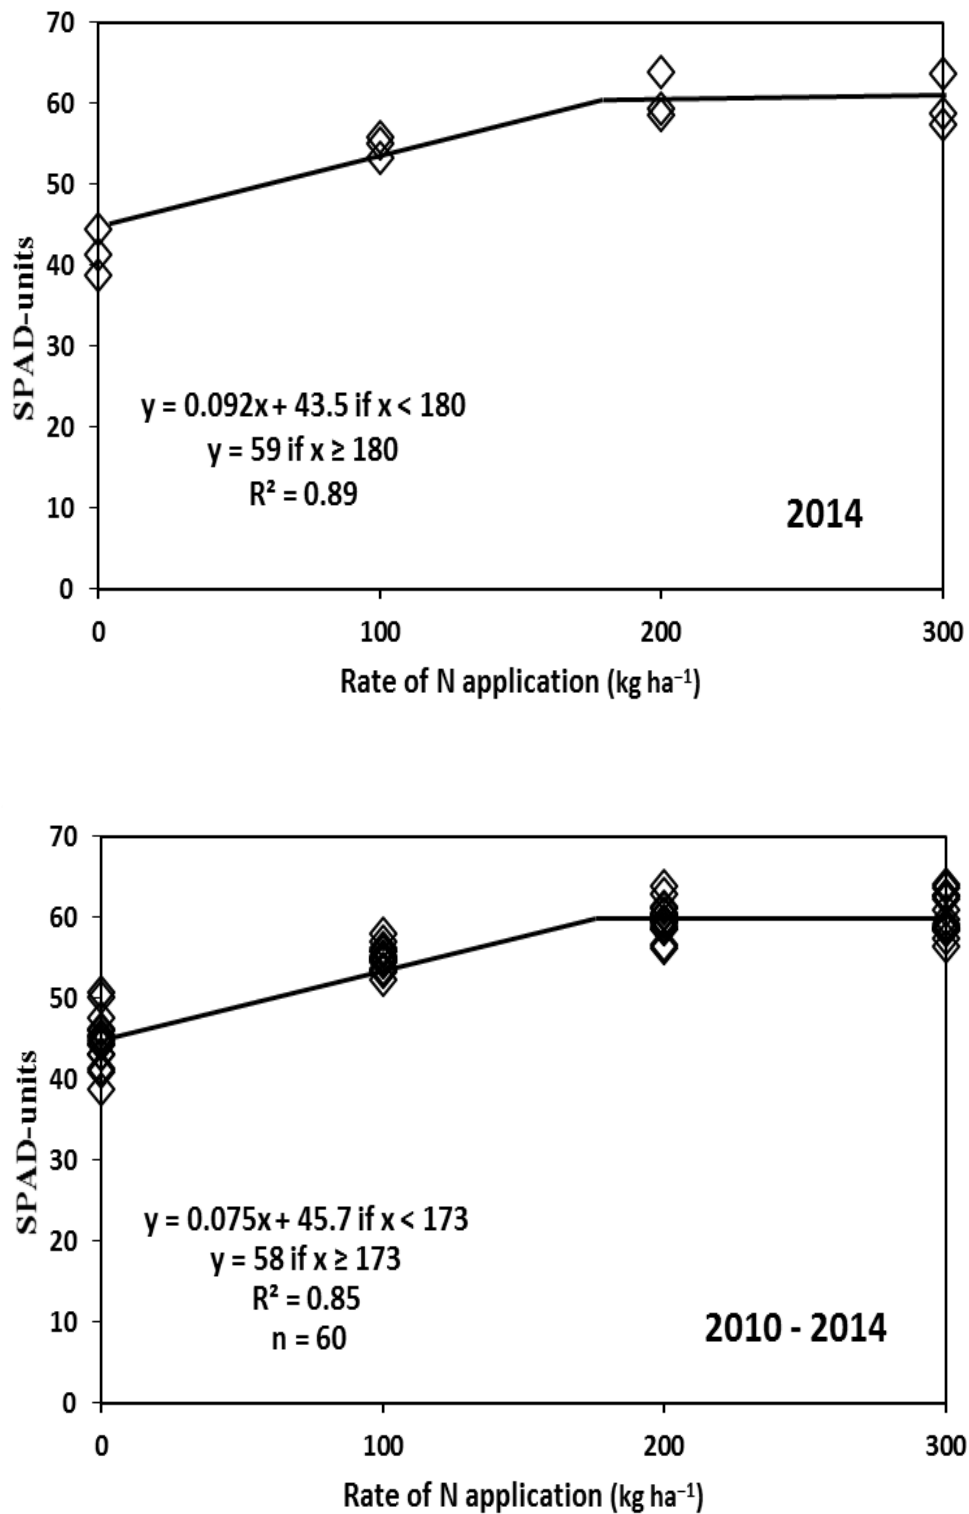 70
60
50
40
30
20
10
0
SPAD-units
y = 0.092x + 43.5 if x < 180
y = 59 if x ≥ 180
R² = 0.89
2014
0 100 200 300
Rate of N application (kg ha⁻¹)
70
60
50
40
30
20
10
0
SPAD-units
y = 0.075x + 45.7 if x < 173
y = 58 if x ≥ 173
R² = 0.85
n = 60
2010 - 2014
0 100 200 300
Rate of N application (kg ha⁻¹)